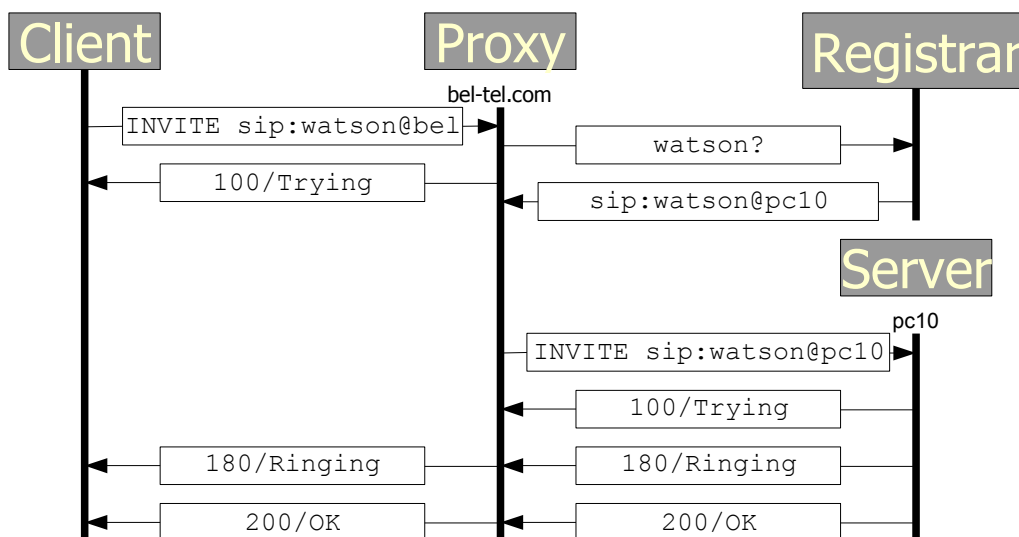 Client
Proxy
Registrar
bel-tel.com
INVITE sip:watson@bel
watson?
100/Trying
sip:watson@pc10
Server
pc10
INVITE sip:watson@pc10
100/Trying
180/Ringing
180/Ringing
200/OK
200/OK